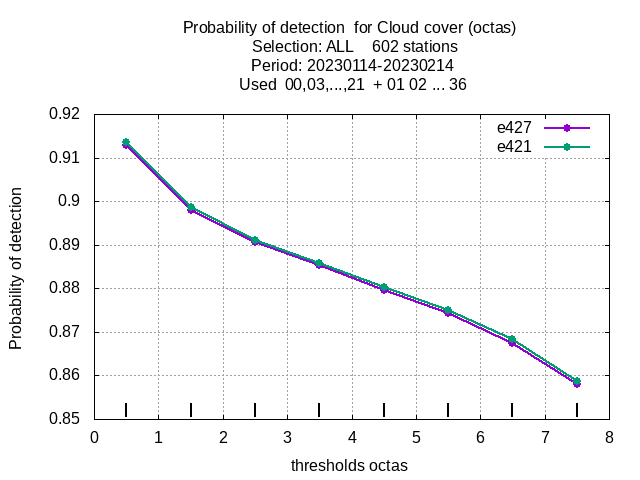 Probability of detection  for Cloud cover (octas)
Selection: ALL    602 stations
Period: 20230114-20230214
Used  00,03,...,21  + 01 02 ... 36
e427
e421
0.92
0.91
0.9
0.89
0.88
0.87
0.86
0.85
Probability of detection
0 1 2 3 4 5 6 7 8
thresholds octas